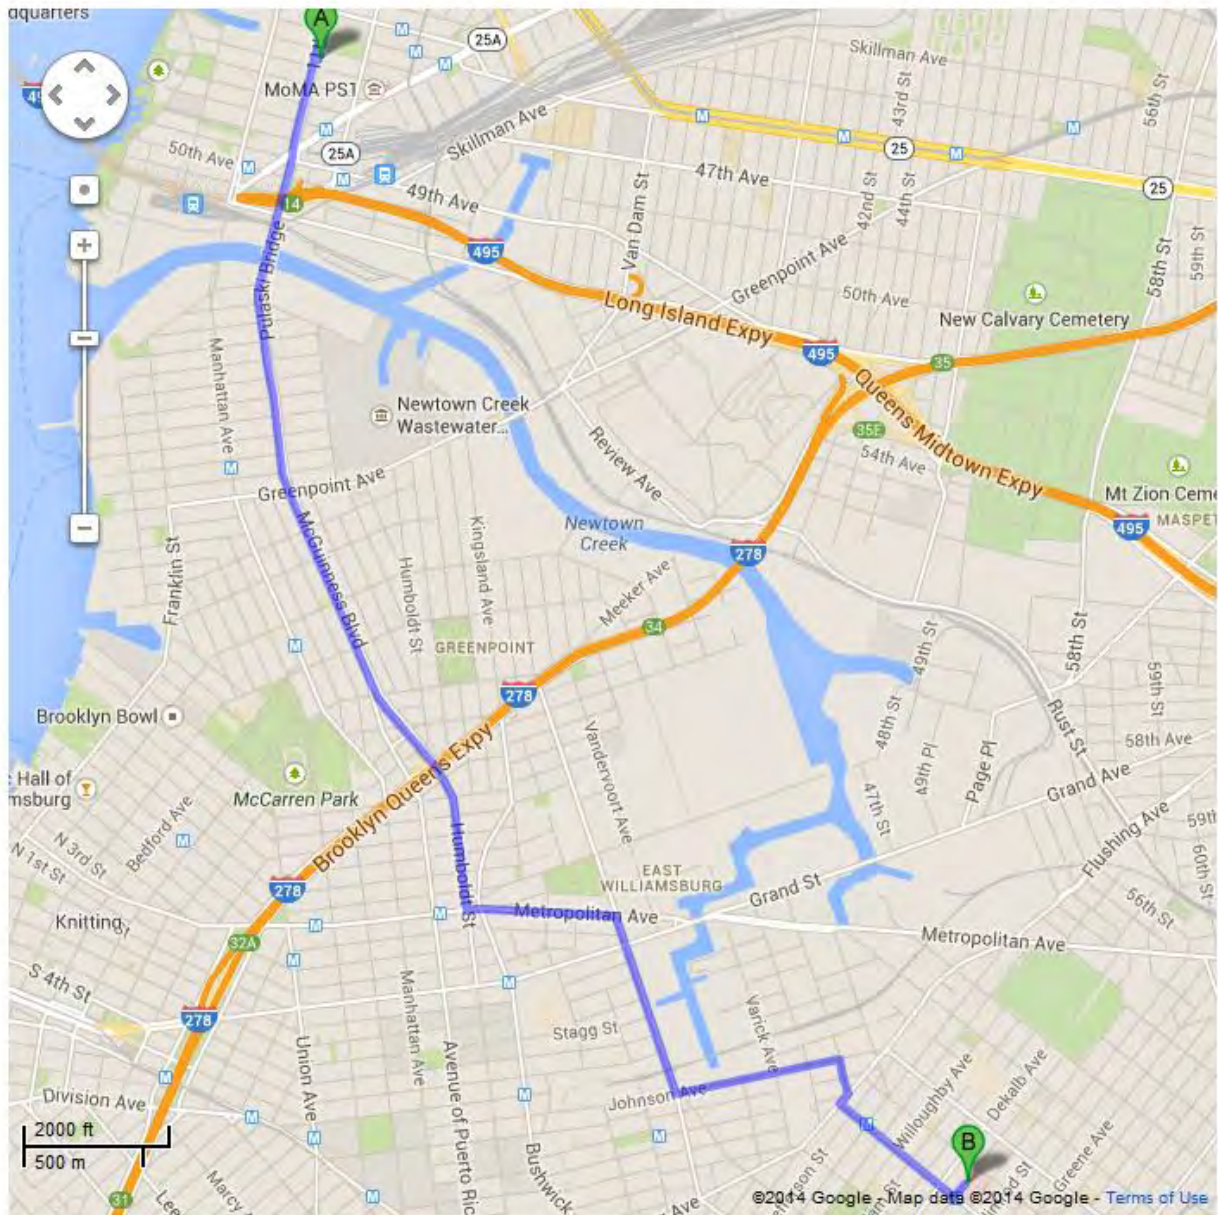 dquarters
A
25A
Skillman Ave
MoMA PS1
43rd St
56th St
50th Ave
25A
Skillman Ave
25
47th Ave
25
49th Ave
14
Van Dam St
42nd St
44th St
58th St
59th St
Pulaski Bridge
495
Greenpoint Ave
50th Ave
New Calvary Cemetery
Long Island Expy
495
35
Manhattan Ave
Newtown Creek
Wastewater...
Queens Midtown Expy
35E
54th Ave
Review Ave
Greenpoint Ave
Mt Zion Ceme
MASPET
495
McGuinness Blvd
Kingsland Ave
Newtown
Creek
278
Franklin St
Humboldt St
Meeker Ave
GREENPOINT
34
49th St
58th St
59th St
278
Brooklyn Bowl
48th St
Rust St
58th Ave
Vandervoort Ave
49th Pl
Page Pl
Hall of
msburg
McCarren Park
Brooklyn Queens Expy
Grand Ave
47th St
Bedford Ave
N 3rd St
N 1st St
Flushing Ave
59th
60th St
278
Humboldt St
EAST
WILLIAMSBURG
Grand St
56th St
Knitting
Metropolitan Ave
Metropolitan Ave
32A
S 4th St
278
Manhattan Ave
Stagg St
Varick Ave
Union Ave
Avenue of Puerto Ric
Division Ave
Johnson Ave
Willoughby Ave
Dekalb Ave
2000 ft
500 m
Bushwick
B
Greene Ave
31
Lee
Marcy
©2014 Google - Map data ©2014 Google - Terms of Use